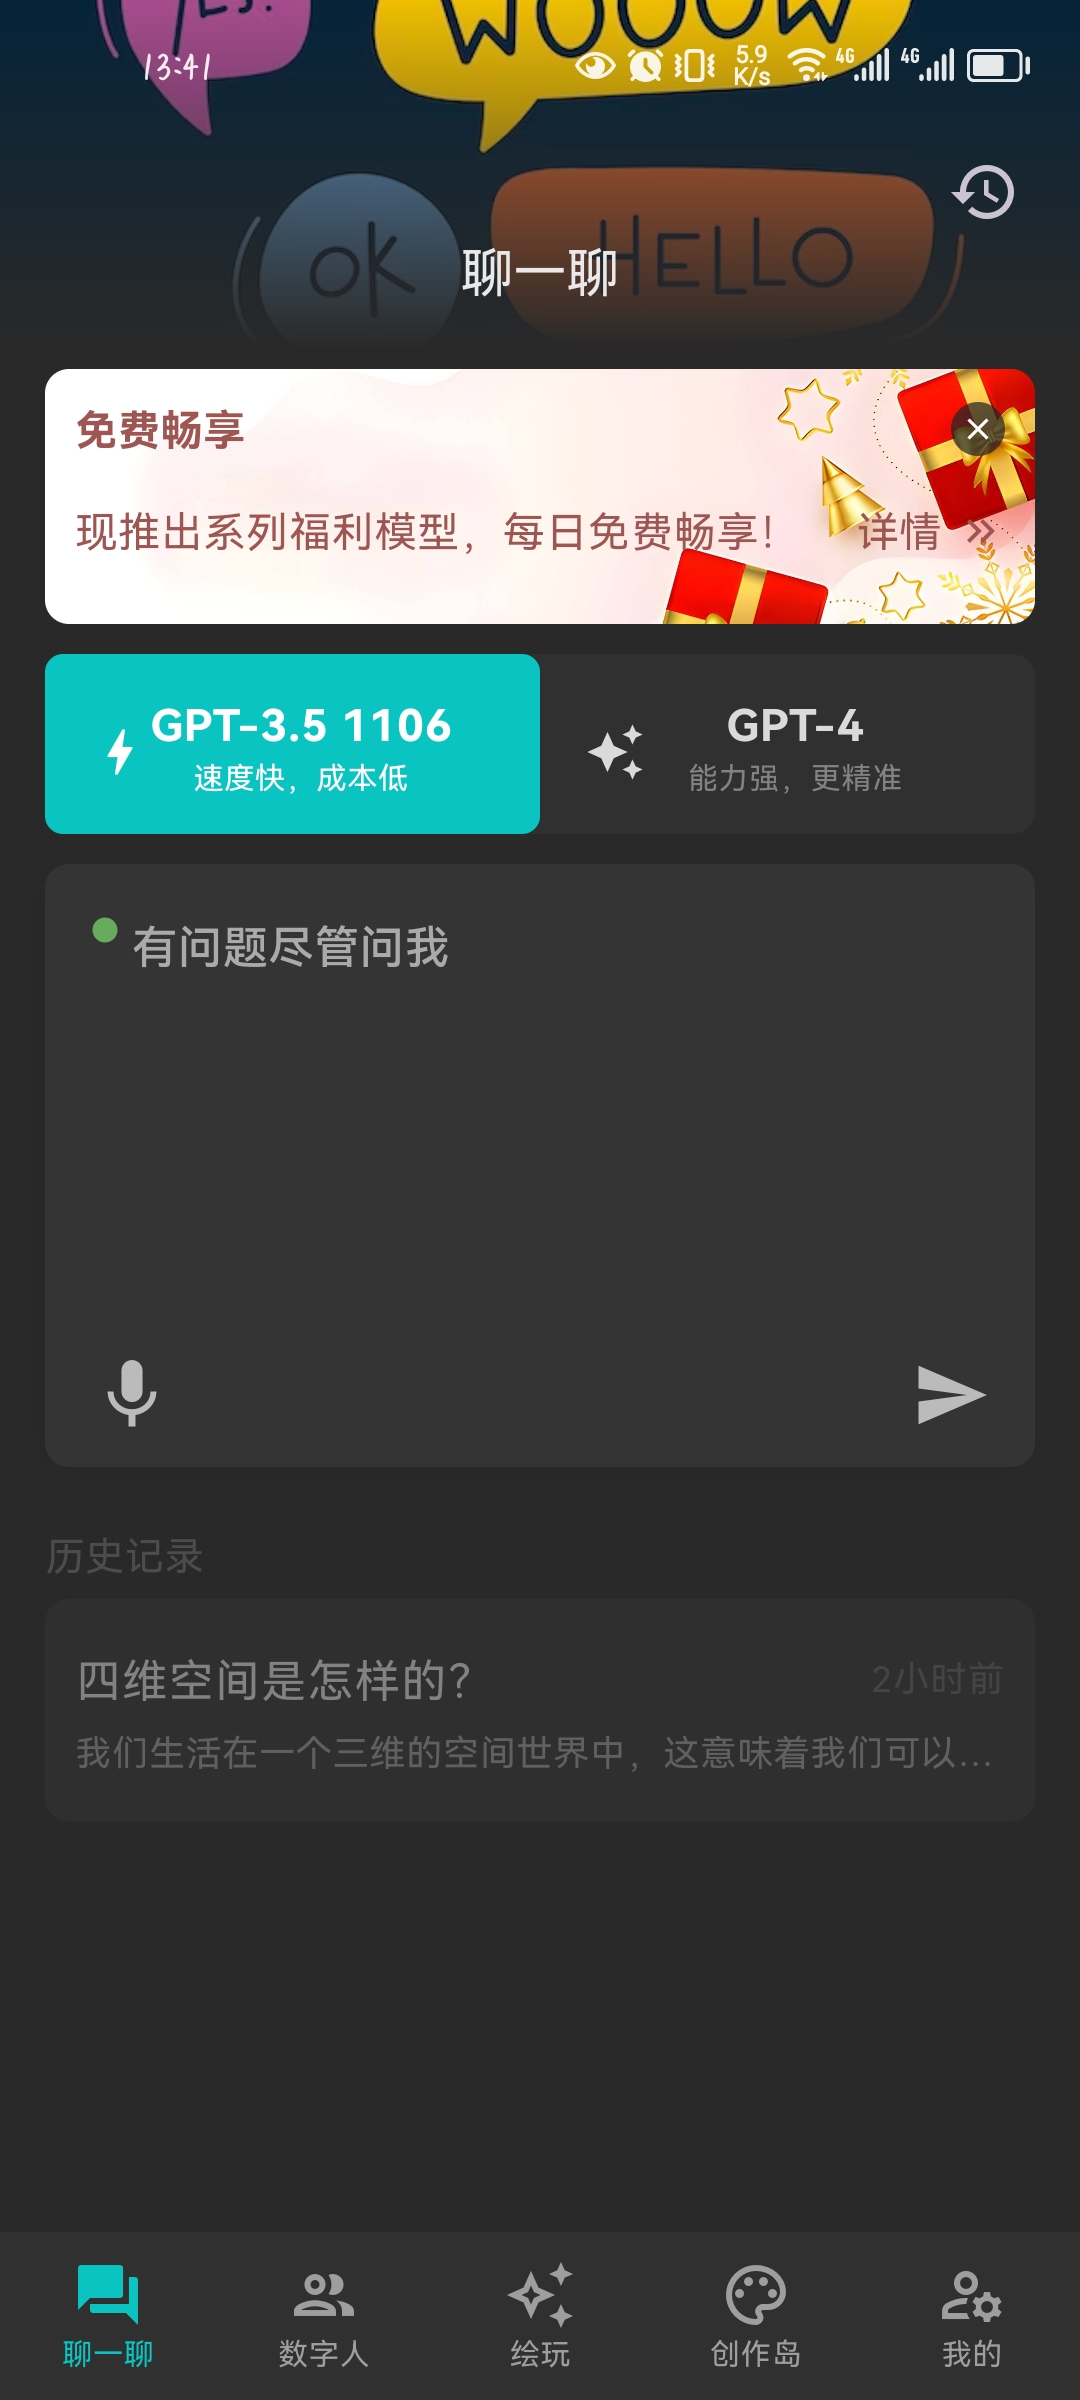 YES!
WOOOW
13:41
5.9
K/s
4G
4G
OK
HELLO
聊一聊
免费畅享
现推出系列福利模型，每日免费畅享！
详情
GPT-3.5 1106
速度快，成本低
GPT-4
能力强，更精准
有问题尽管问我
历史记录
四维空间是怎样的？
2小时前
我们生活在一个三维的空间世界中，这意味着我们可以...
聊一聊
数字人
绘玩
创作岛
我的